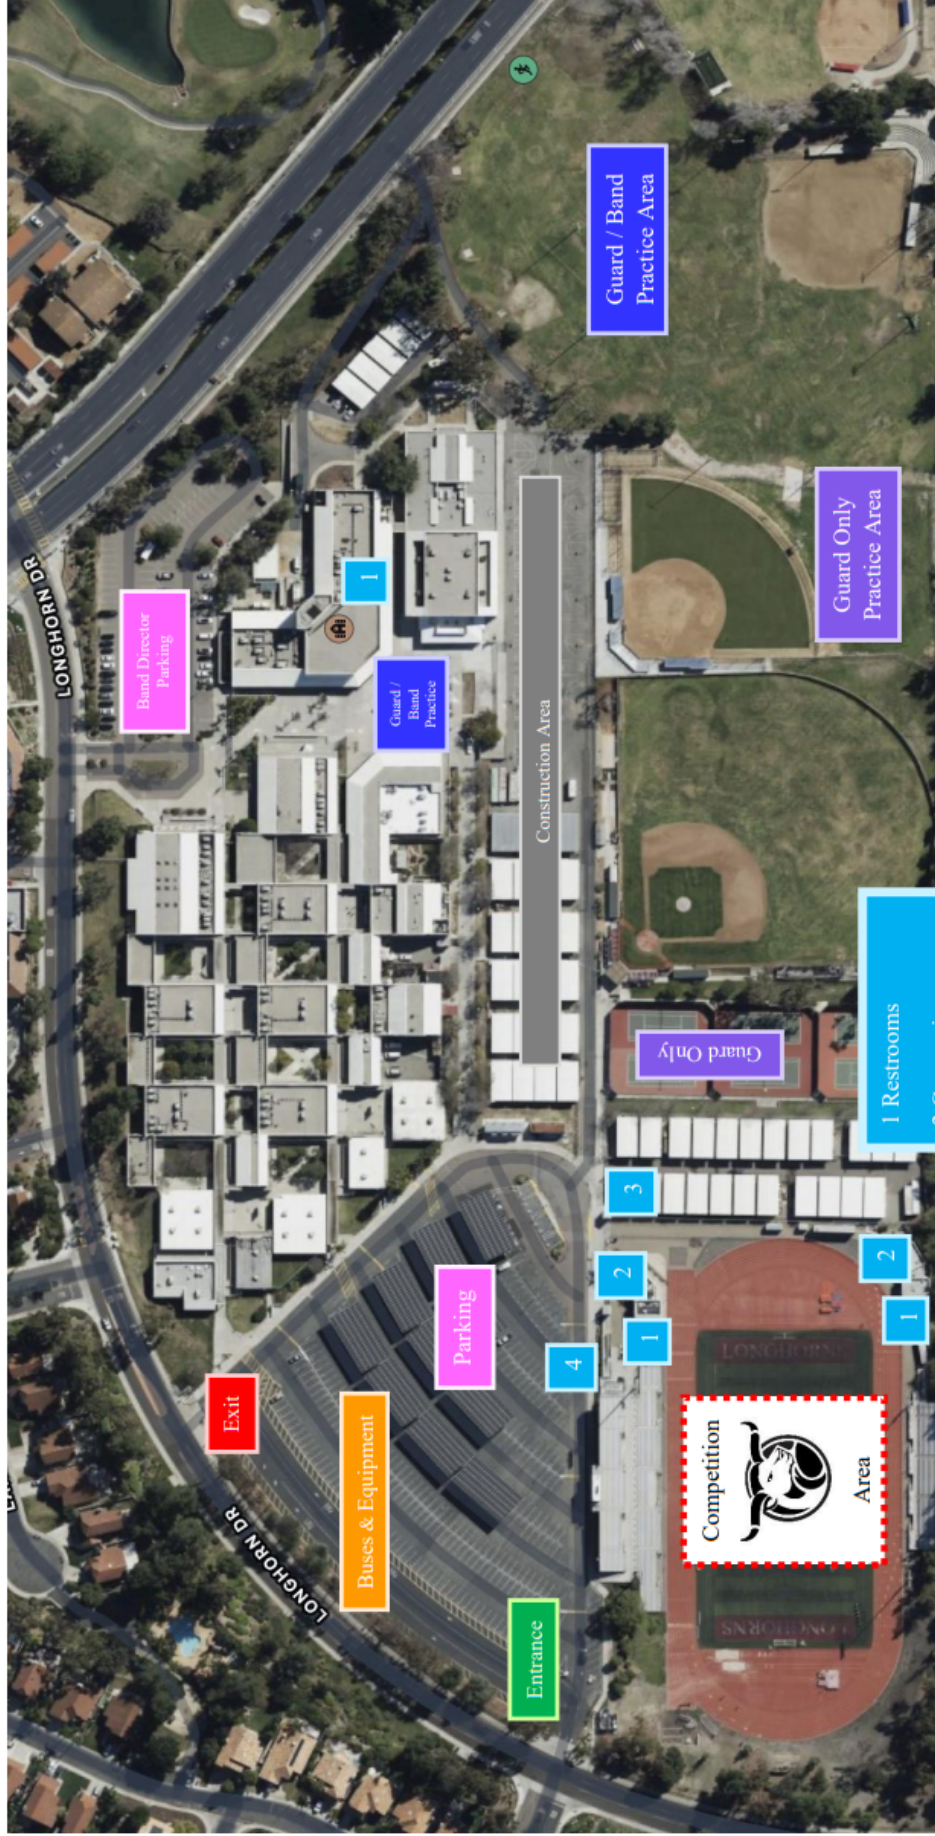 LONGHORN DR
Band Director
Parking
1
Guard /
Band
Practice
Guard / Band
Practice Area
Construction Area
Guard Only
Practice Area
Guard Only
1 Restrooms
3
2
1
4
2
1
Parking
Exit
Buses & Equipment
LONGHORN DR
Entrance
Competition
Area
LONGHORNS
LONGHORNS